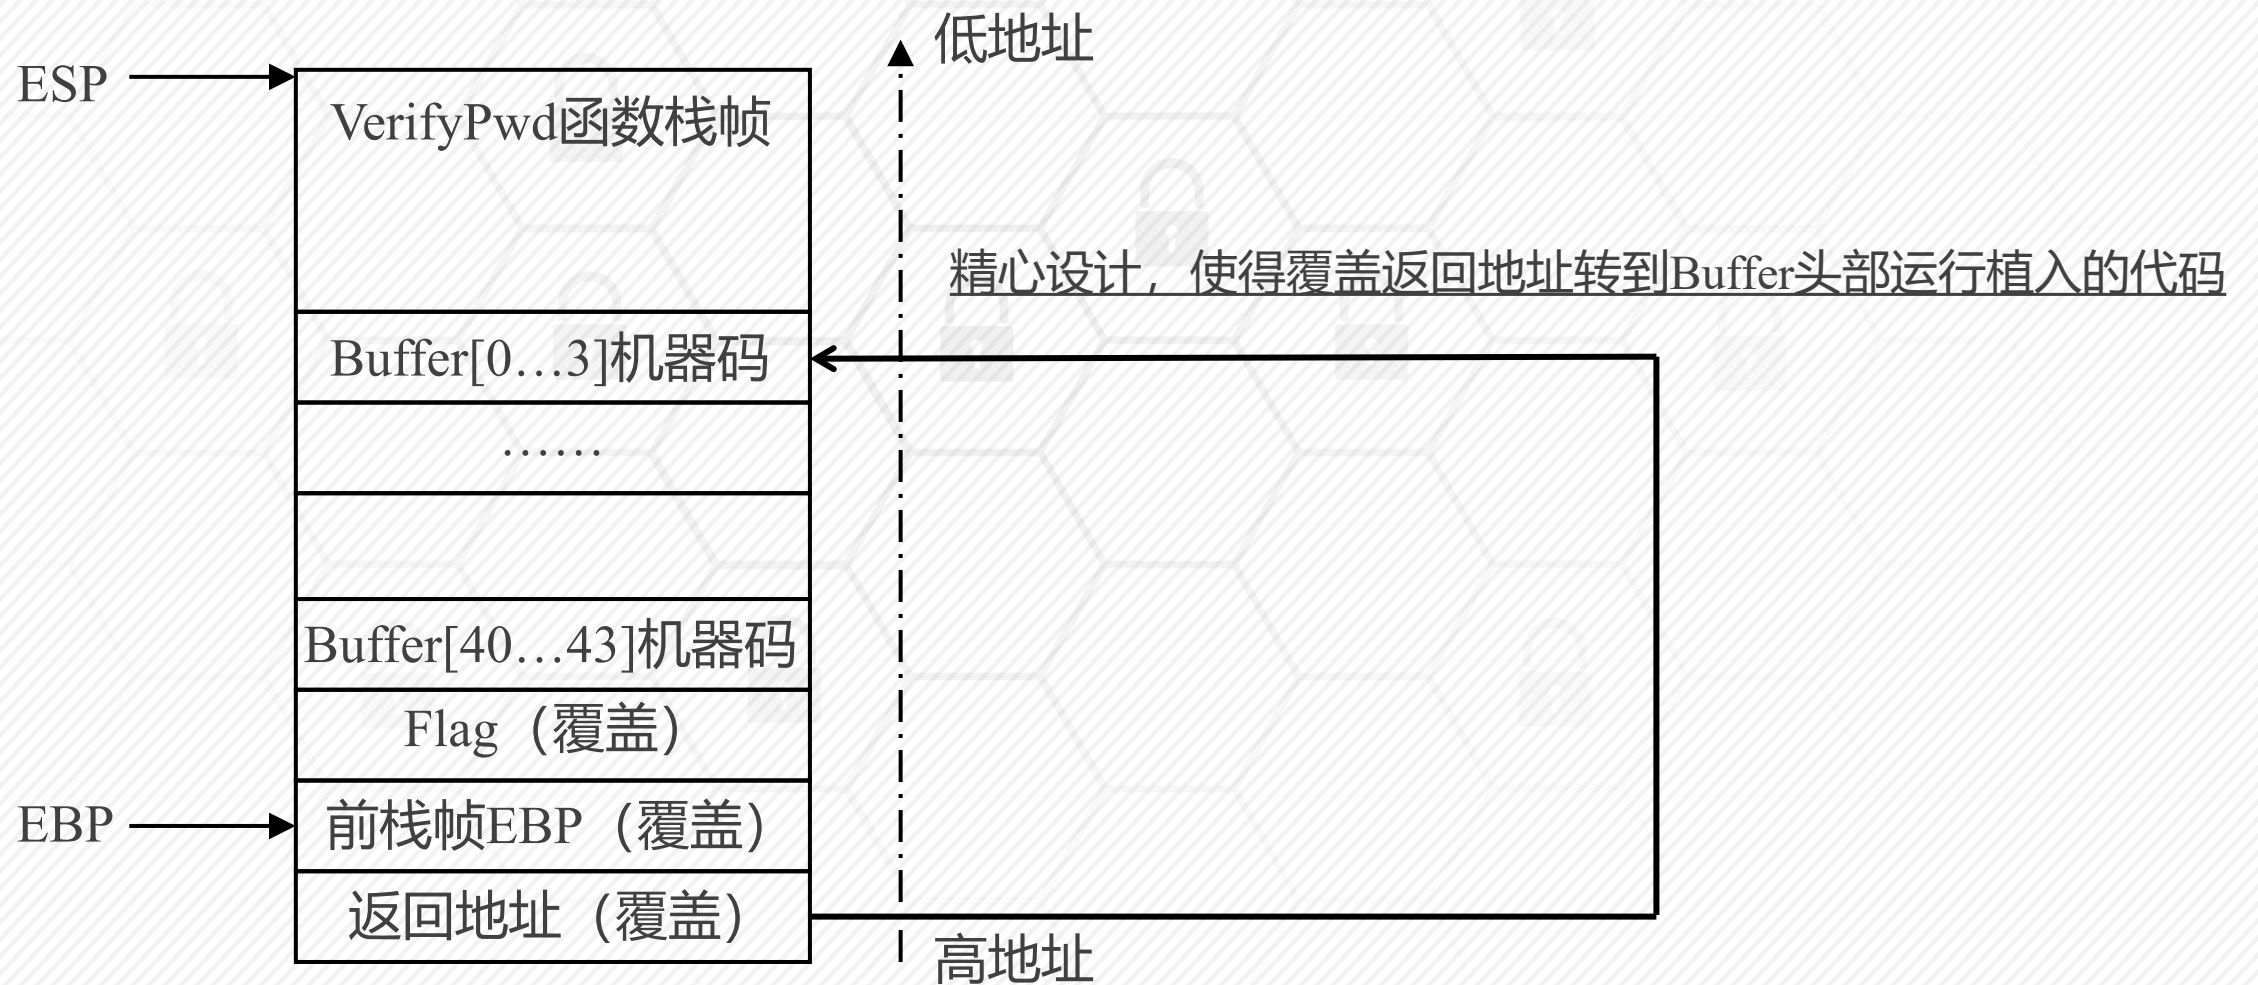 低地址
ESP
VerifyPwd函数栈帧
精心设计，使得覆盖返回地址转到Buffer头部运行植入的代码
Buffer[0…3]机器码
……
Buffer[40…43]机器码
Flag（覆盖）
EBP
前栈帧EBP（覆盖）
返回地址（覆盖）
高地址